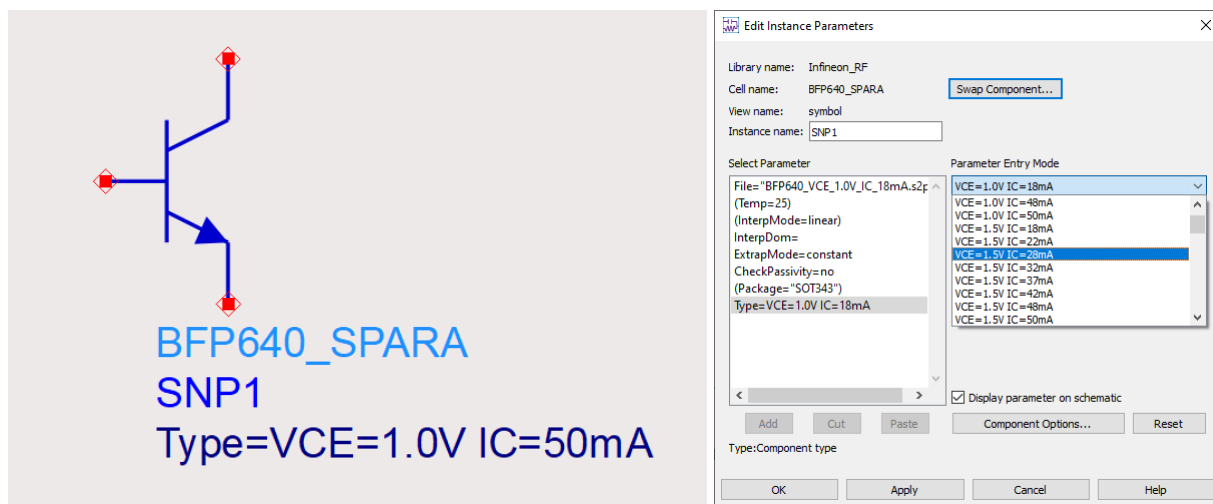 BFP640_SPARA
SNP1
Type=VCE=1.0V IC=50mA
Edit Instance Parameters
Library name: Infineon_RF
Cell name: BFP640_SPARA
Swap Component...
View name: symbol
Instance name: SNP1
Select Parameter
File="BFP640_VCE_1.0V_IC_18mA.s2p
(Temp=25)
(InterpMode=linear)
InterpDom=
ExtrapMode=constant
CheckPassivity=no
(Package="SOT343")
Type=VCE=1.0V IC=18mA
Parameter Entry Mode
VCE=1.0V IC=18mA
VCE=1.0V IC=48mA
VCE=1.0V IC=50mA
VCE=1.5V IC=18mA
VCE=1.5V IC=22mA
VCE=1.5V IC=28mA
VCE=1.5V IC=32mA
VCE=1.5V IC=37mA
VCE=1.5V IC=42mA
VCE=1.5V IC=48mA
VCE=1.5V IC=50mA
Display parameter on schematic
Add Cut Paste
Component Options... Reset
Type:Component type
OK Apply Cancel Help